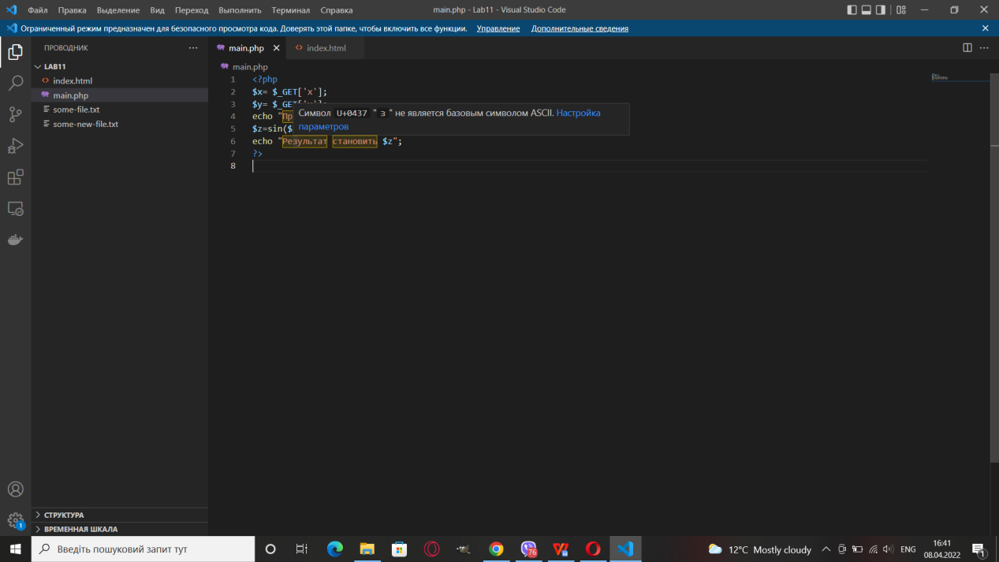 Файл Правка Выделение Вид Переход Выполнить Терминал Справка main.php - Lab11 - Visual Studio Code
Ограниченный режим предназначен для безопасного просмотра кода. Доверять этой папке, чтобы включить все функции. Управление Дополнительные сведения
ПРОВОДНИК
LAB11
index.html
main.php
some-file.txt
some-new-file.txt
СТРУКТУРА
ВРЕМЕННАЯ ШКАЛА
main.php index.html
main.php
1 <?php
2 $x= $_GET['x'];
3 $y= $_GET['y'];
4 echo "Пр
5 $z=sin($
6 echo "Результат становить $z";
7 ?>
8
Символ U+0437 "з" не является базовым символом ASCII. Настройка
параметров
1
Введіть пошуковий запит тут
76
12°C Mostly cloudy
ENG
16:41
08.04.2022
1